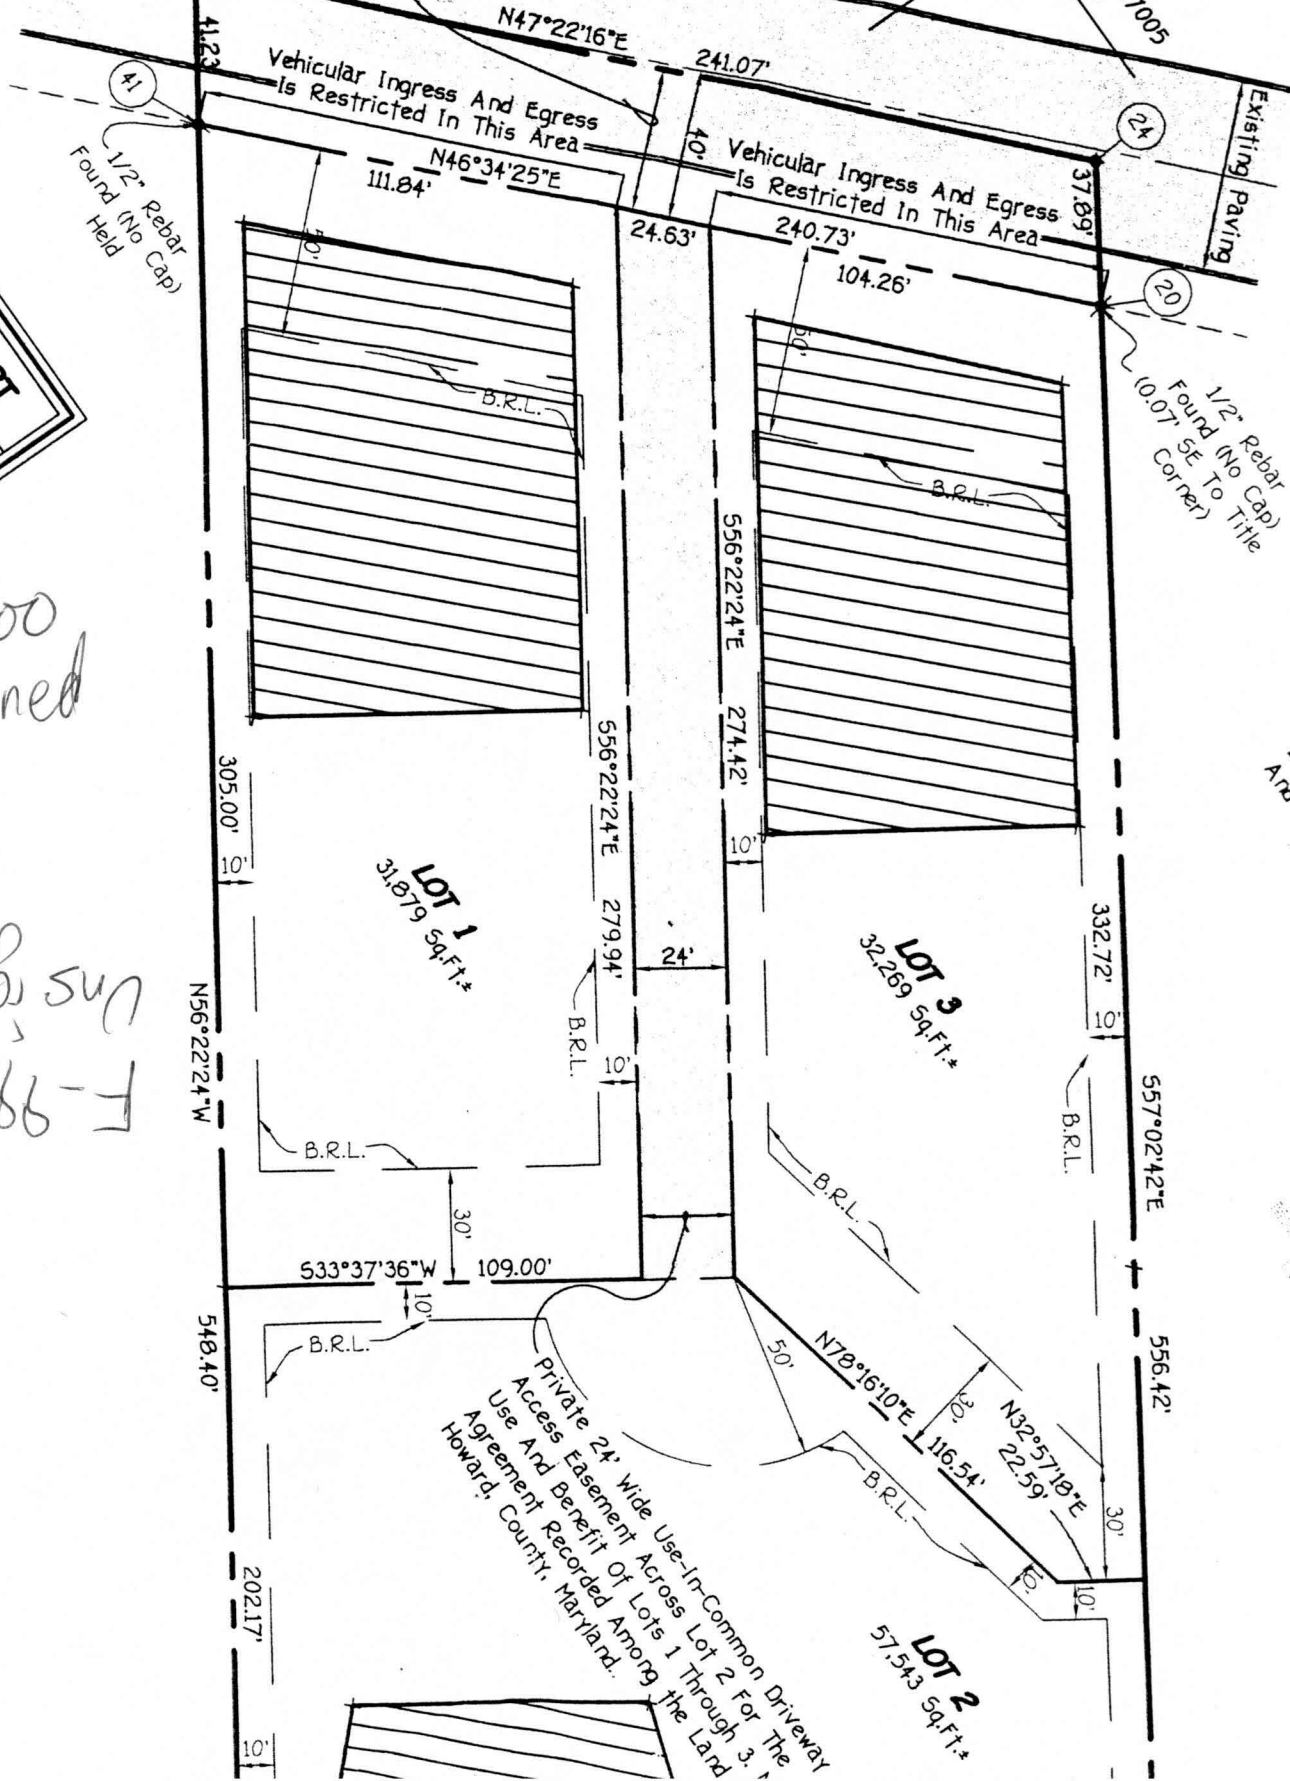 N47°22'16"E
241.07'
7005
41.23'
41
Vehicular Ingress And Egress
Is Restricted In This Area
40'
24
Existing Paving
1/2" Rebar
Found (No Cap)
Held
N46°34'25"E
111.84'
Vehicular Ingress And Egress
Is Restricted In This Area
37.89'
24.63'
240.73'
104.26'
20
50'
50'
1/2" Rebar
Found (No Cap)
(0.07' SE To Title
Corner)
B.R.L.
B.R.L.
S56°22'24"E
274.42'
S56°22'24"E
279.94'
305.00'
10'
10'
LOT 1
31,879 Sq.Ft.±
LOT 3
32,269 Sq.Ft.±
332.72'
10'
24'
N56°22'24"W
B.R.L.
10'
B.R.L.
S57°02'42"E
B.R.L.
B.R.L.
30'
S33°37'36"W
109.00'
10'
B.R.L.
548.40'
556.42'
50'
N78°16'10"E
116.54'
30'
N32°57'18"E
22.59'
30'
B.R.L.
10'
10'
Private 24' Wide Use-In-Common Driveway
Access Easement Across Lot 2 For The
Use And Benefit Of Lots 1 Through 3.
Agreement Recorded Among the Land
Howard, County, Maryland.
202.17'
10'
LOT 2
57,543 Sq.Ft.±